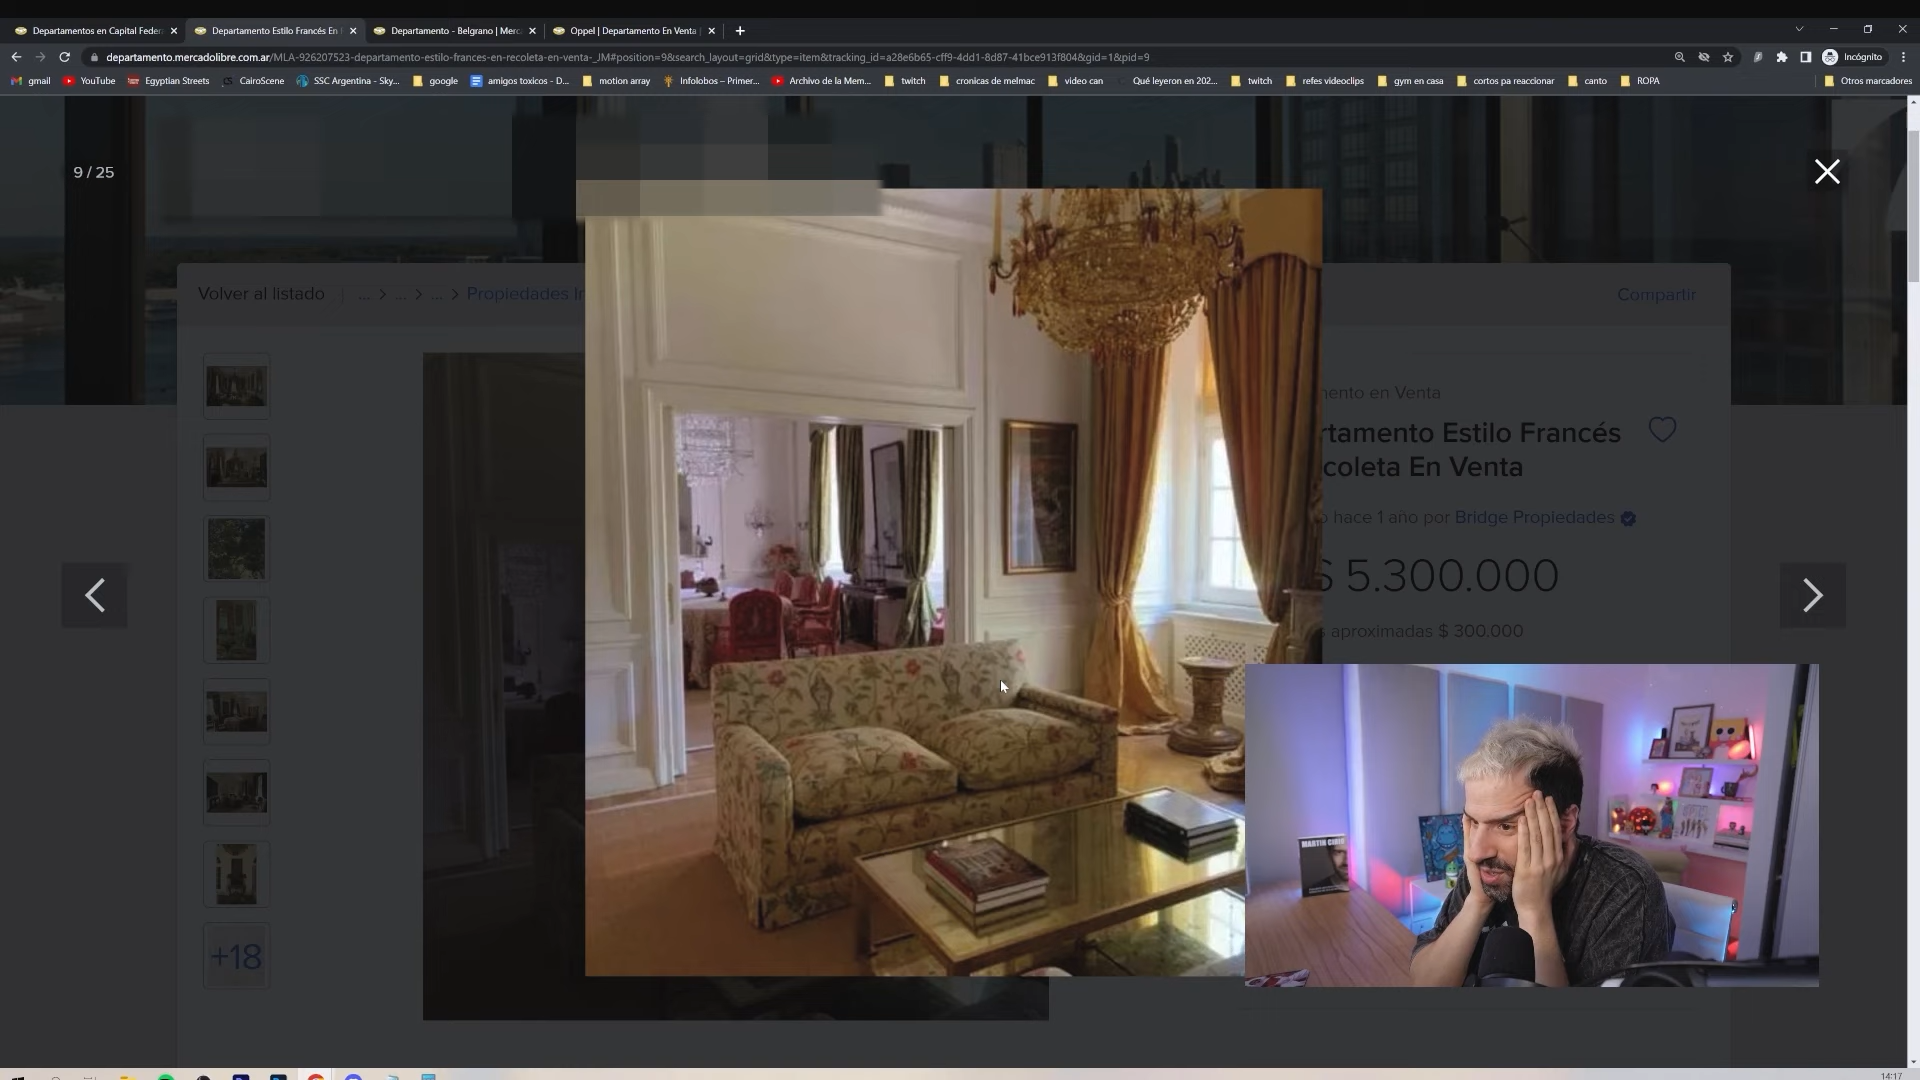 Departamentos en Capital Feder
Departamento Estilo Francés En
Departamento - Belgrano | Merc
Oppel | Departamento En Venta
departamento.mercadolibre.com.ar/MLA-926207523-departamento-estilo-frances-en-recoleta-en-venta-_JM#position=9&search_layout=grid&type=item&tracking_id=a28e6b65-cff9-4dd1-8d87-41bce913f804&gid=1&pid=9
Incógnito
gmail
YouTube
Egyptian Streets
CairoScene
SSC Argentina - Sky...
google
amigos toxicos - D...
motion array
Infolobos – Primer...
Archivo de la Mem...
twitch
cronicas de melmac
video can
Qué leyeron en 202...
twitch
refes videoclips
gym en casa
cortos pa reaccionar
canto
ROPA
Otros marcadores
9 / 25
Volver al listado
... > ... > ... > Propiedades In
Compartir
mento en Venta
rtamento Estilo Francés
coleta En Venta
hace 1 año por Bridge Propiedades
$ 5.300.000
s aproximadas $ 300.000
+18
MARTIN CIRIO
14:17